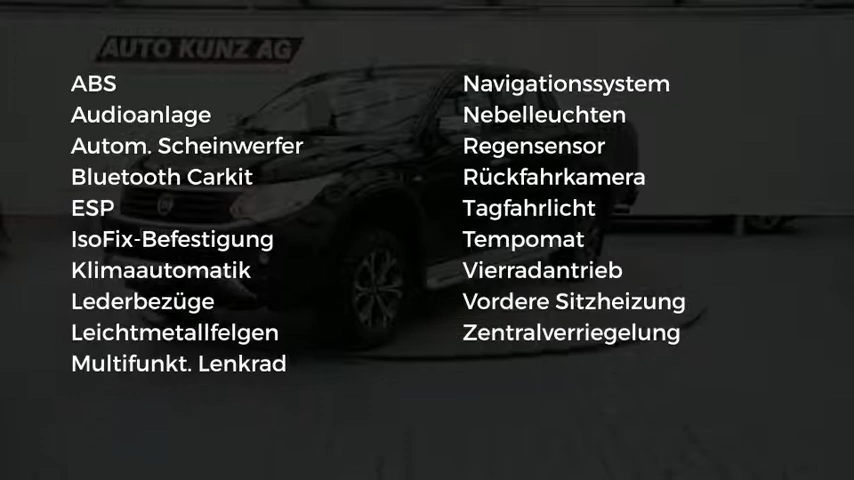 AUTO KUNZ AG
ABS
Audioanlage
Autom. Scheinwerfer
Bluetooth Carkit
ESP
IsoFix-Befestigung
Klimaautomatik
Lederbezüge
Leichtmetallfelgen
Multifunkt. Lenkrad
Navigationssystem
Nebelleuchten
Regensensor
Rückfahrkamera
Tagfahrlicht
Tempomat
Vierradantrieb
Vordere Sitzheizung
Zentralverriegelung